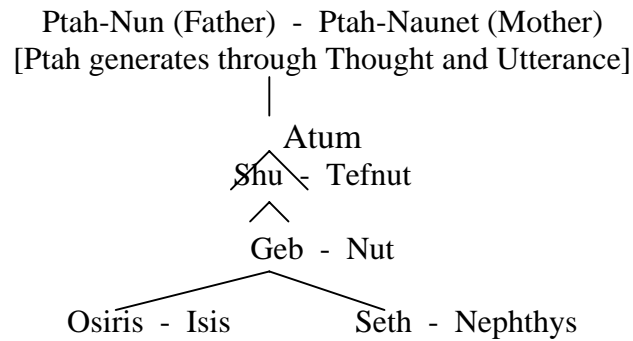 Ptah-Nun (Father) - Ptah-Naunet (Mother)
[Ptah generates through Thought and Utterance]
Atum
Shu - Tefnut
Geb - Nut
Osiris - Isis Seth - Nephthys